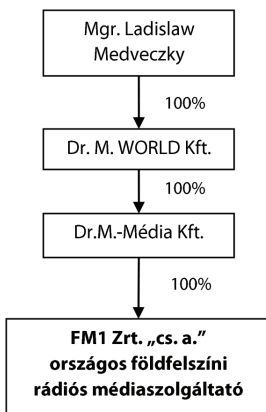 Mgr. Ladislaw
Medveczky
100%
Dr. M. WORLD Kft.
100%
Dr.M.-Média Kft.
100%
FM1 Zrt. „cs. a.”
országos földfelszíni
rádiós médiaszolgáltató